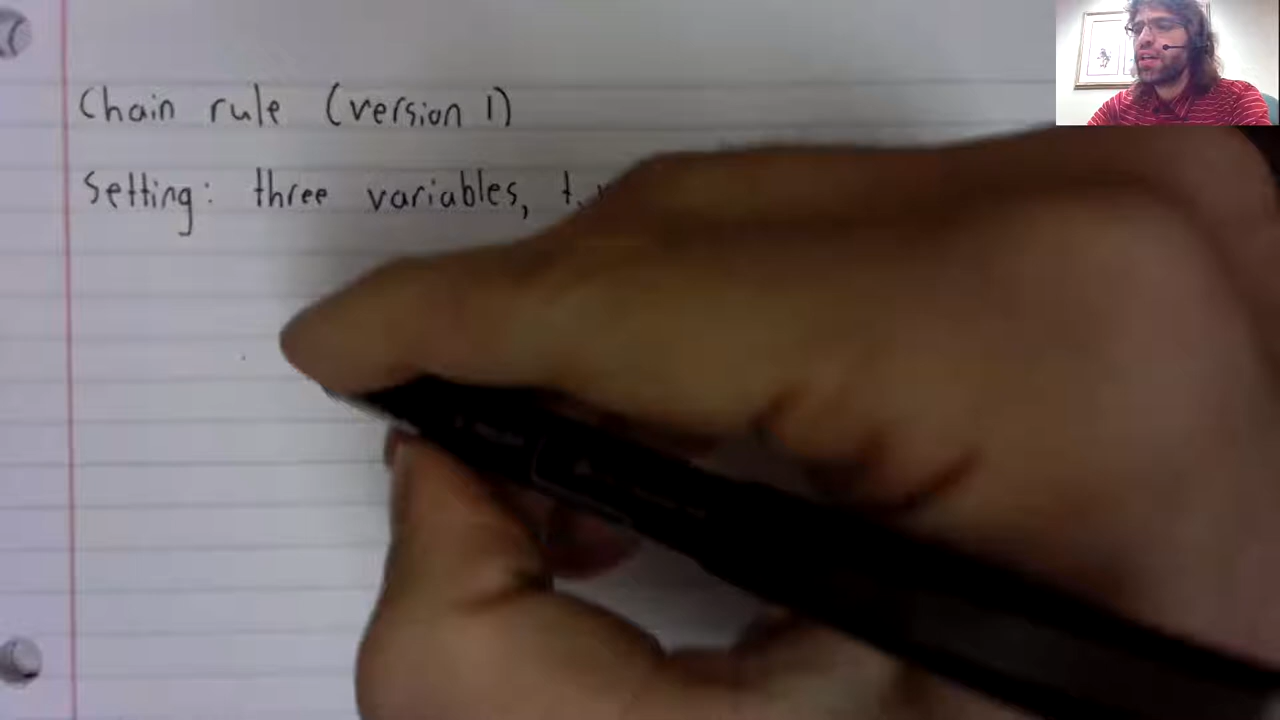 Chain rule (version 1)
Setting: three variables, t,